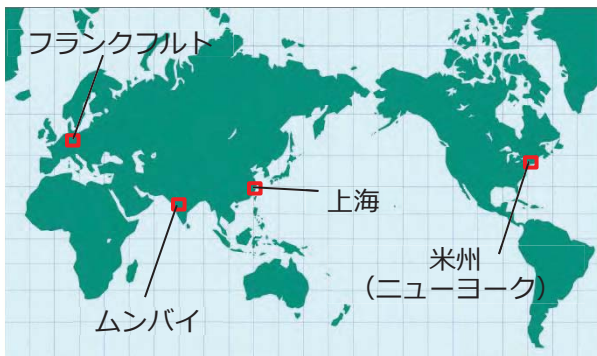 フランクフルト
上海
米州
（ニューヨーク）
ムンバイ